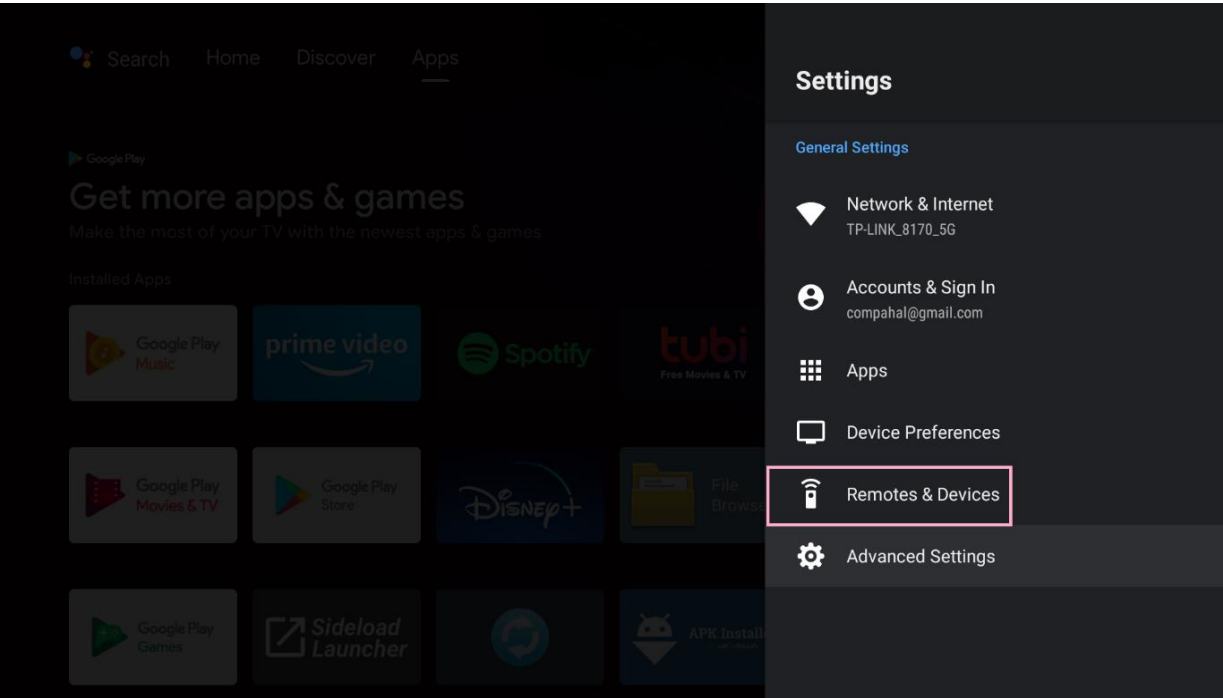 Search Home Discover Apps
Google Play
Get more apps & games
Make the most of your TV with the newest apps & games
Installed Apps
Google Play
Music
prime video
Spotify
tubi
Free Movies & TV
Google Play
Movies & TV
Google Play
Store
Disney+
File
Browse
Google Play
Games
Sideload
Launcher
APK Install
Settings
General Settings
Network & Internet
TP-LINK_8170_5G
Accounts & Sign In
compahal@gmail.com
Apps
Device Preferences
Remotes & Devices
Advanced Settings